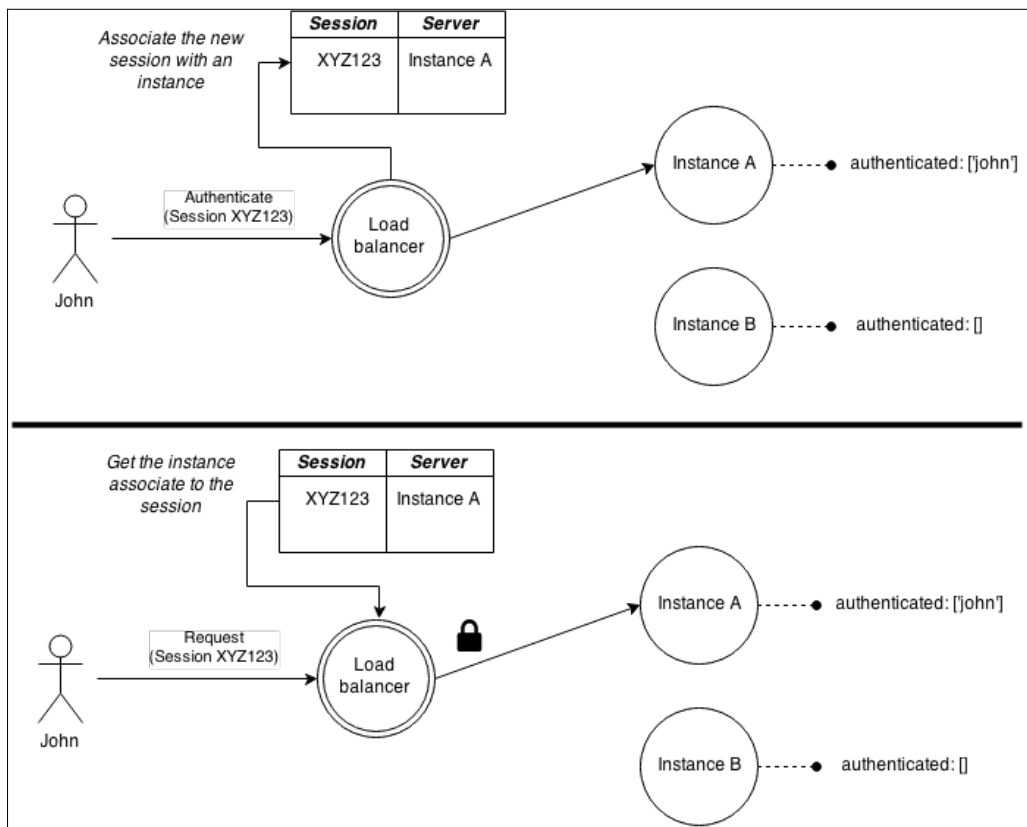 Associate the new
session with an
instance
Session Server
XYZ123 Instance A
Instance A
authenticated: ['john']
Authenticate
(Session XYZ123)
Load
balancer
John
Instance B
authenticated: []
Get the instance
associate to the
session
Session Server
XYZ123 Instance A
Instance A
authenticated: ['john']
Request
(Session XYZ123)
Load
balancer
John
Instance B
authenticated: []